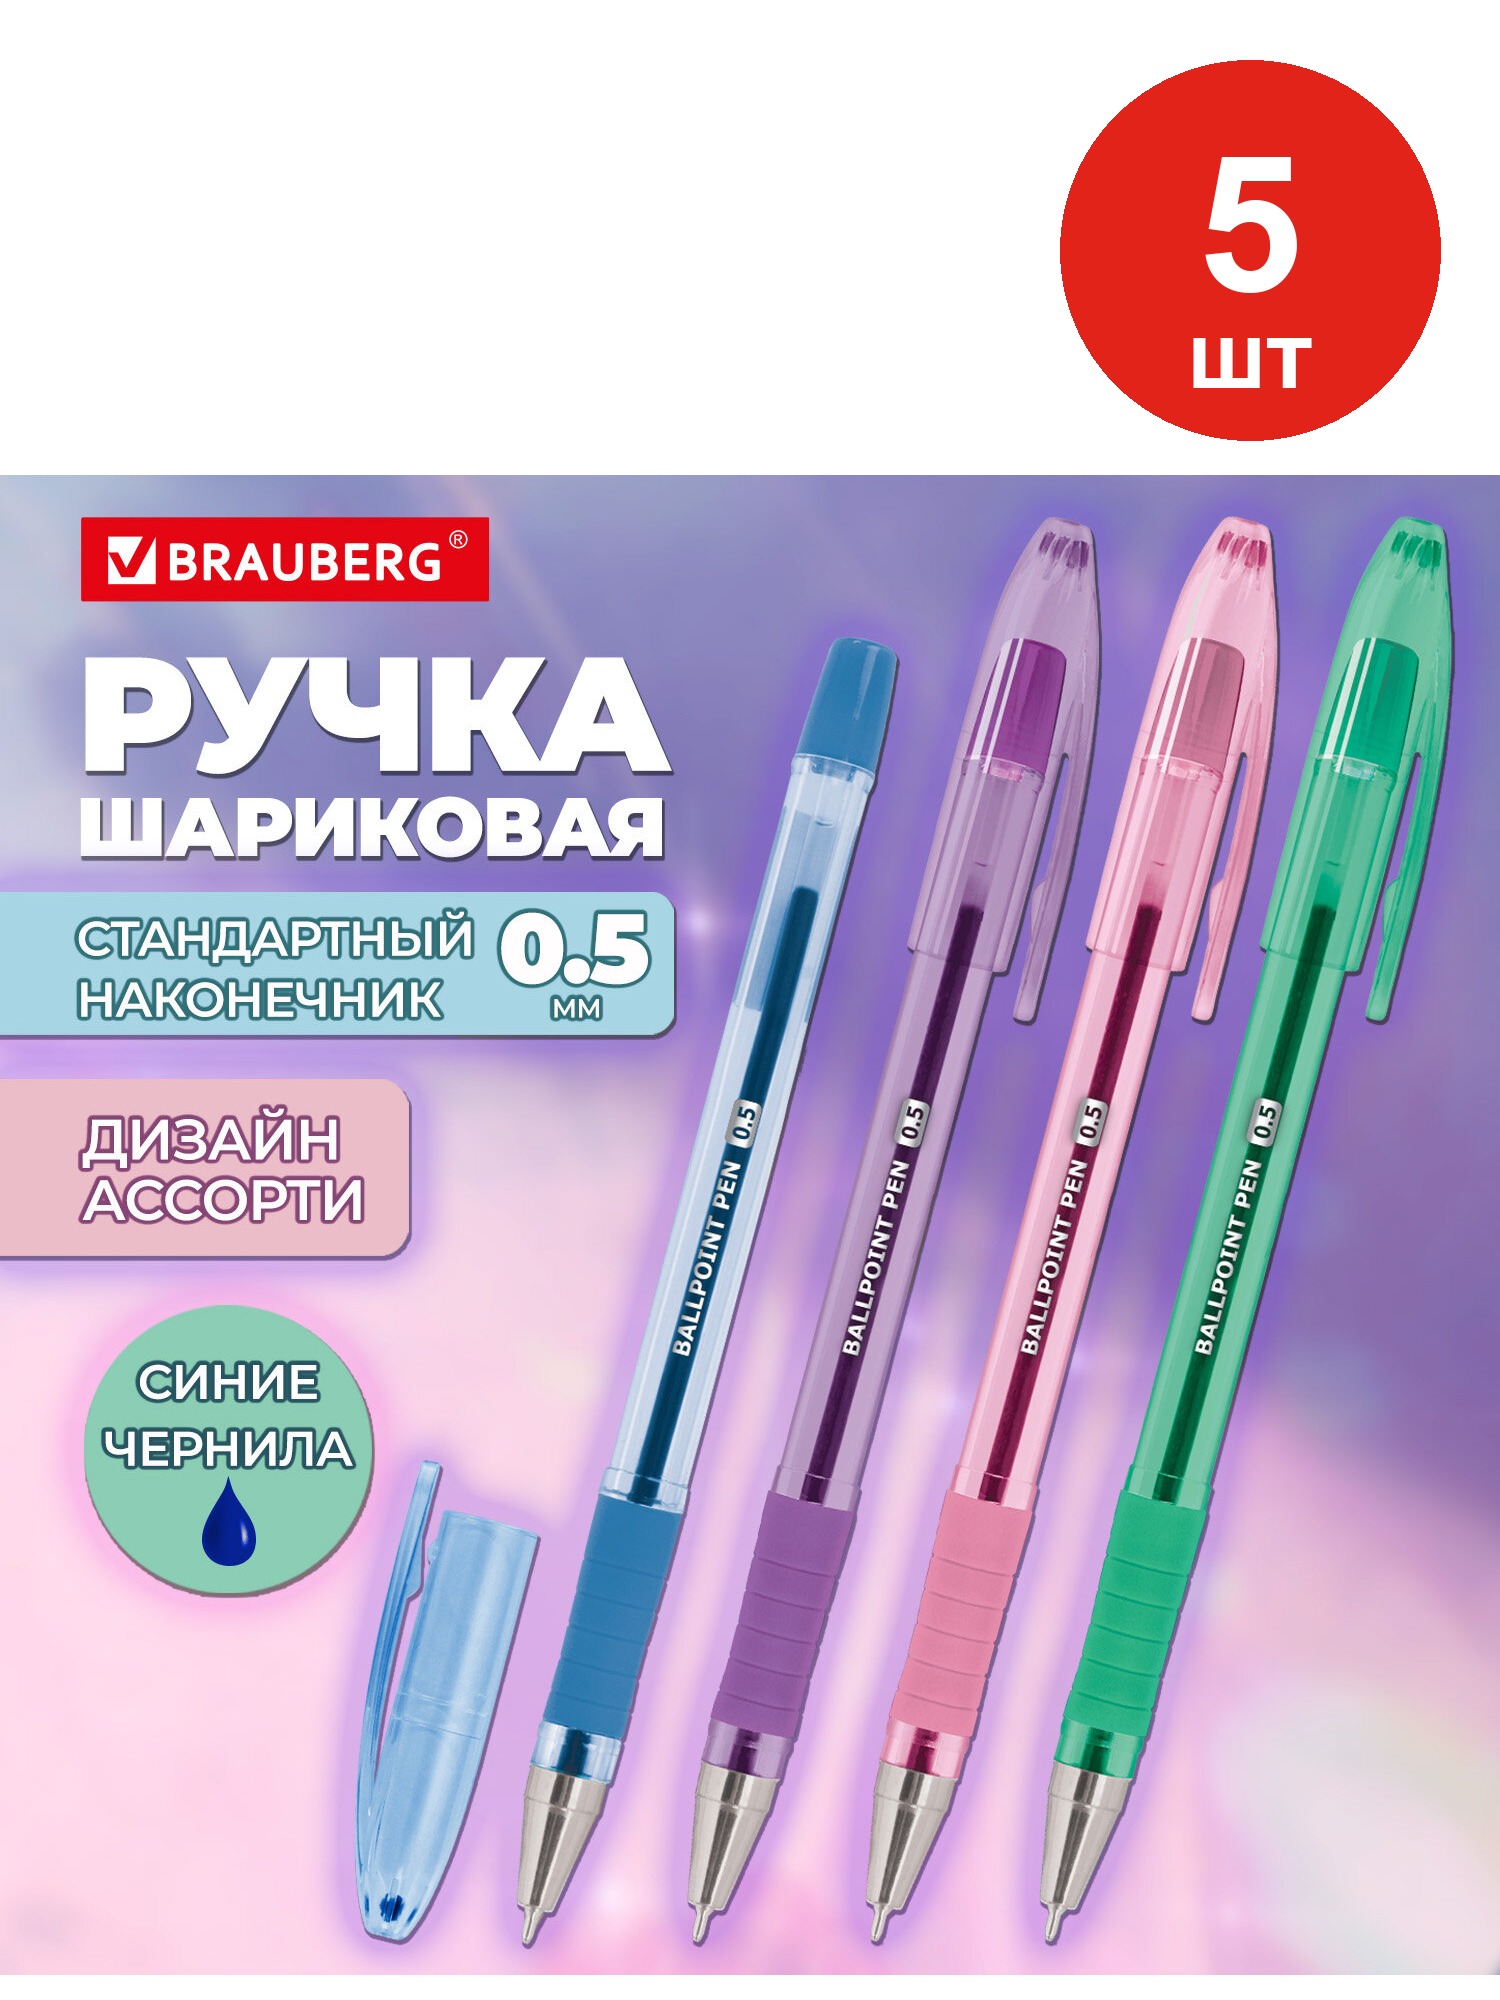 5
шт
BRAUBERG®
РУЧКА
ШАРИКОВАЯ
СТАНДАРТНЫЙ
НАКОНЕЧНИК
0.5
мм
ДИЗАЙН
АССОРТИ
СИНИЕ
ЧЕРНИЛА
BALLPOINT PEN 0.5
BALLPOINT PEN 0.5
BALLPOINT PEN 0.5
BALLPOINT PEN 0.5